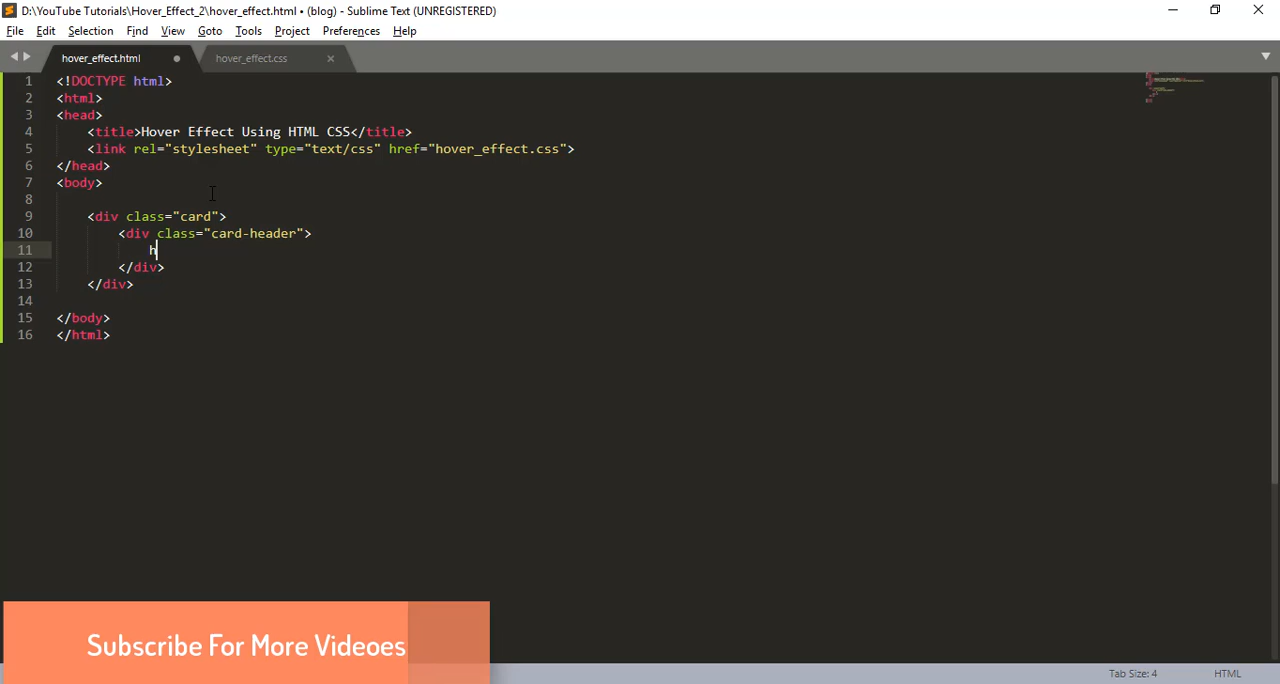 D:\YouTube Tutorials\Hover_Effect_2\hover_effect.html • (blog) - Sublime Text (UNREGISTERED)
File Edit Selection Find View Goto Tools Project Preferences Help
hover_effect.html hover_effect.css
1 <!DOCTYPE html>
2 <html>
3 <head>
4 <title>Hover Effect Using HTML CSS</title>
5 <link rel="stylesheet" type="text/css" href="hover_effect.css">
6 </head>
7 <body>
8
9 <div class="card">
10 <div class="card-header">
11 h
12 </div>
13 </div>
14
15 </body>
16 </html>
Subscribe For More Videoes
Tab Size: 4 HTML